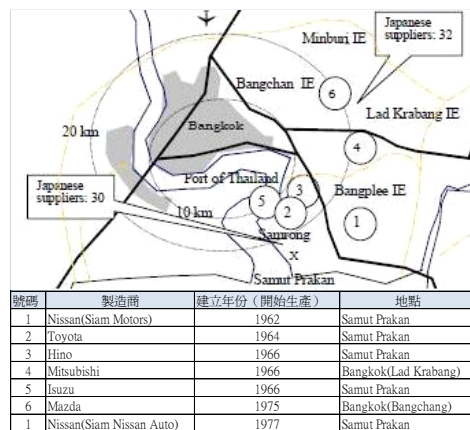 Japanese
suppliers: 32
Minburi IE
Bangchan IE
6
Lad Krabang IE
20 km
Bangkok
4
Japanese
suppliers: 30
Port of Thailand
3
Bangplee IE
5
2
1
10 km
Samrong
x
Samut Prakan
號碼 製造商 建立年份（開始生產） 地點
1 Nissan(Siam Motors) 1962 Samut Prakan
2 Toyota 1964 Samut Prakan
3 Hino 1966 Samut Prakan
4 Mitsubishi 1966 Bangkok(Lad Krabang)
5 Isuzu 1966 Samut Prakan
6 Mazda 1975 Bangkok(Bangchang)
1 Nissan(Siam Nissan Auto) 1977 Samut Prakan